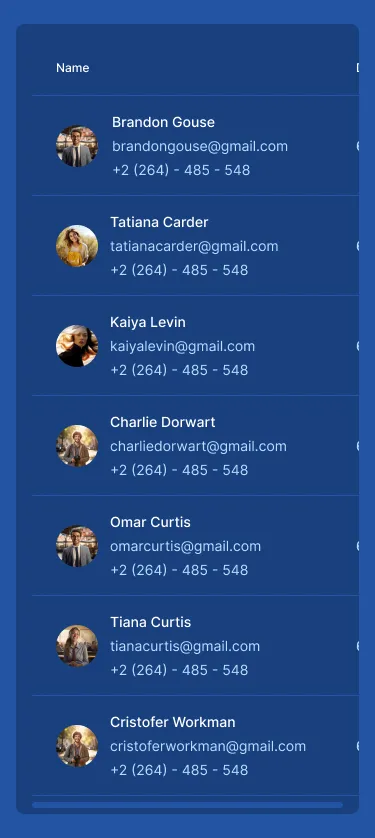 Name
Brandon Gouse
brandongouse@gmail.com
+2 (264) - 485 - 548
Tatiana Carder
tatianacarder@gmail.com
+2 (264) - 485 - 548
Kaiya Levin
kaiyalevin@gmail.com
+2 (264) - 485 - 548
Charlie Dorwart
charliedorwart@gmail.com
+2 (264) - 485 - 548
Omar Curtis
omarcurtis@gmail.com
+2 (264) - 485 - 548
Tiana Curtis
tianacurtis@gmail.com
+2 (264) - 485 - 548
Cristofer Workman
cristoferworkman@gmail.com
+2 (264) - 485 - 548